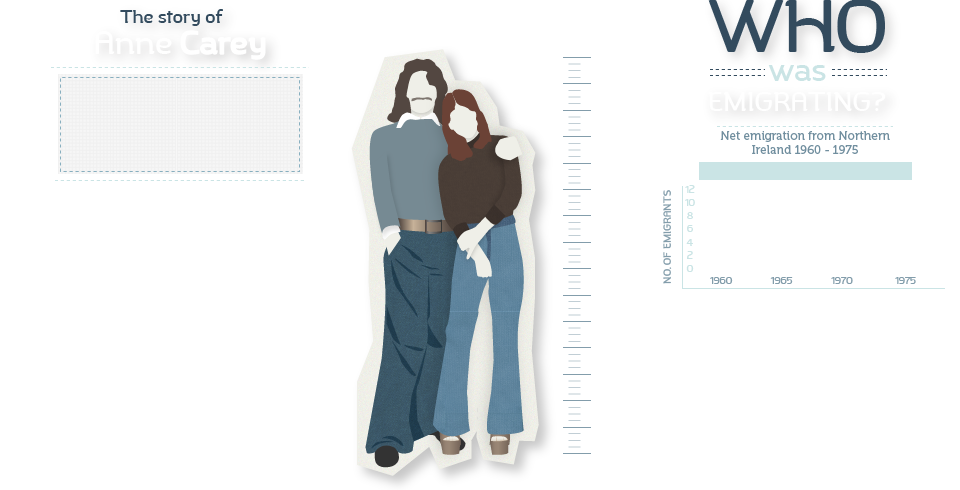 The story of
Anne Carey
WHO
was
EMIGRATING?
Net emigration from Northern
Ireland 1960 - 1975
NO. OF EMIGRANTS
12
10
8
6
4
2
0
1960 1965 1970 1975